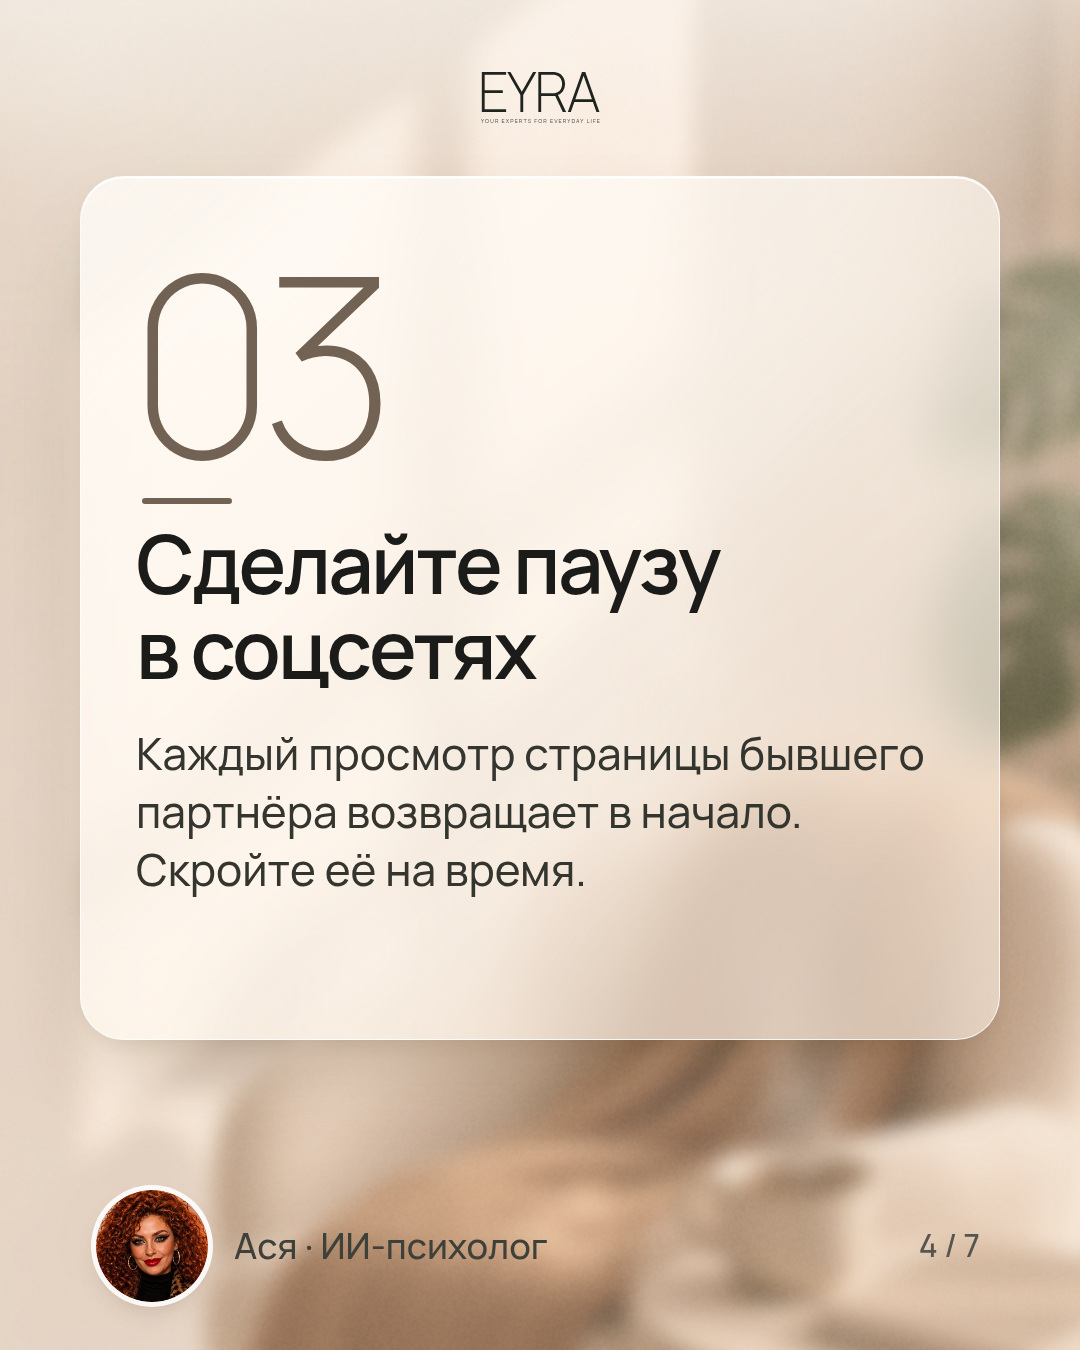 EYRA
YOUR EXPERTS FOR EVERYDAY LIFE
03
Сделайте паузу
в соцсетях
Каждый просмотр страницы бывшего
партнёра возвращает в начало.
Скройте её на время.
Ася · ИИ-психолог
4 / 7